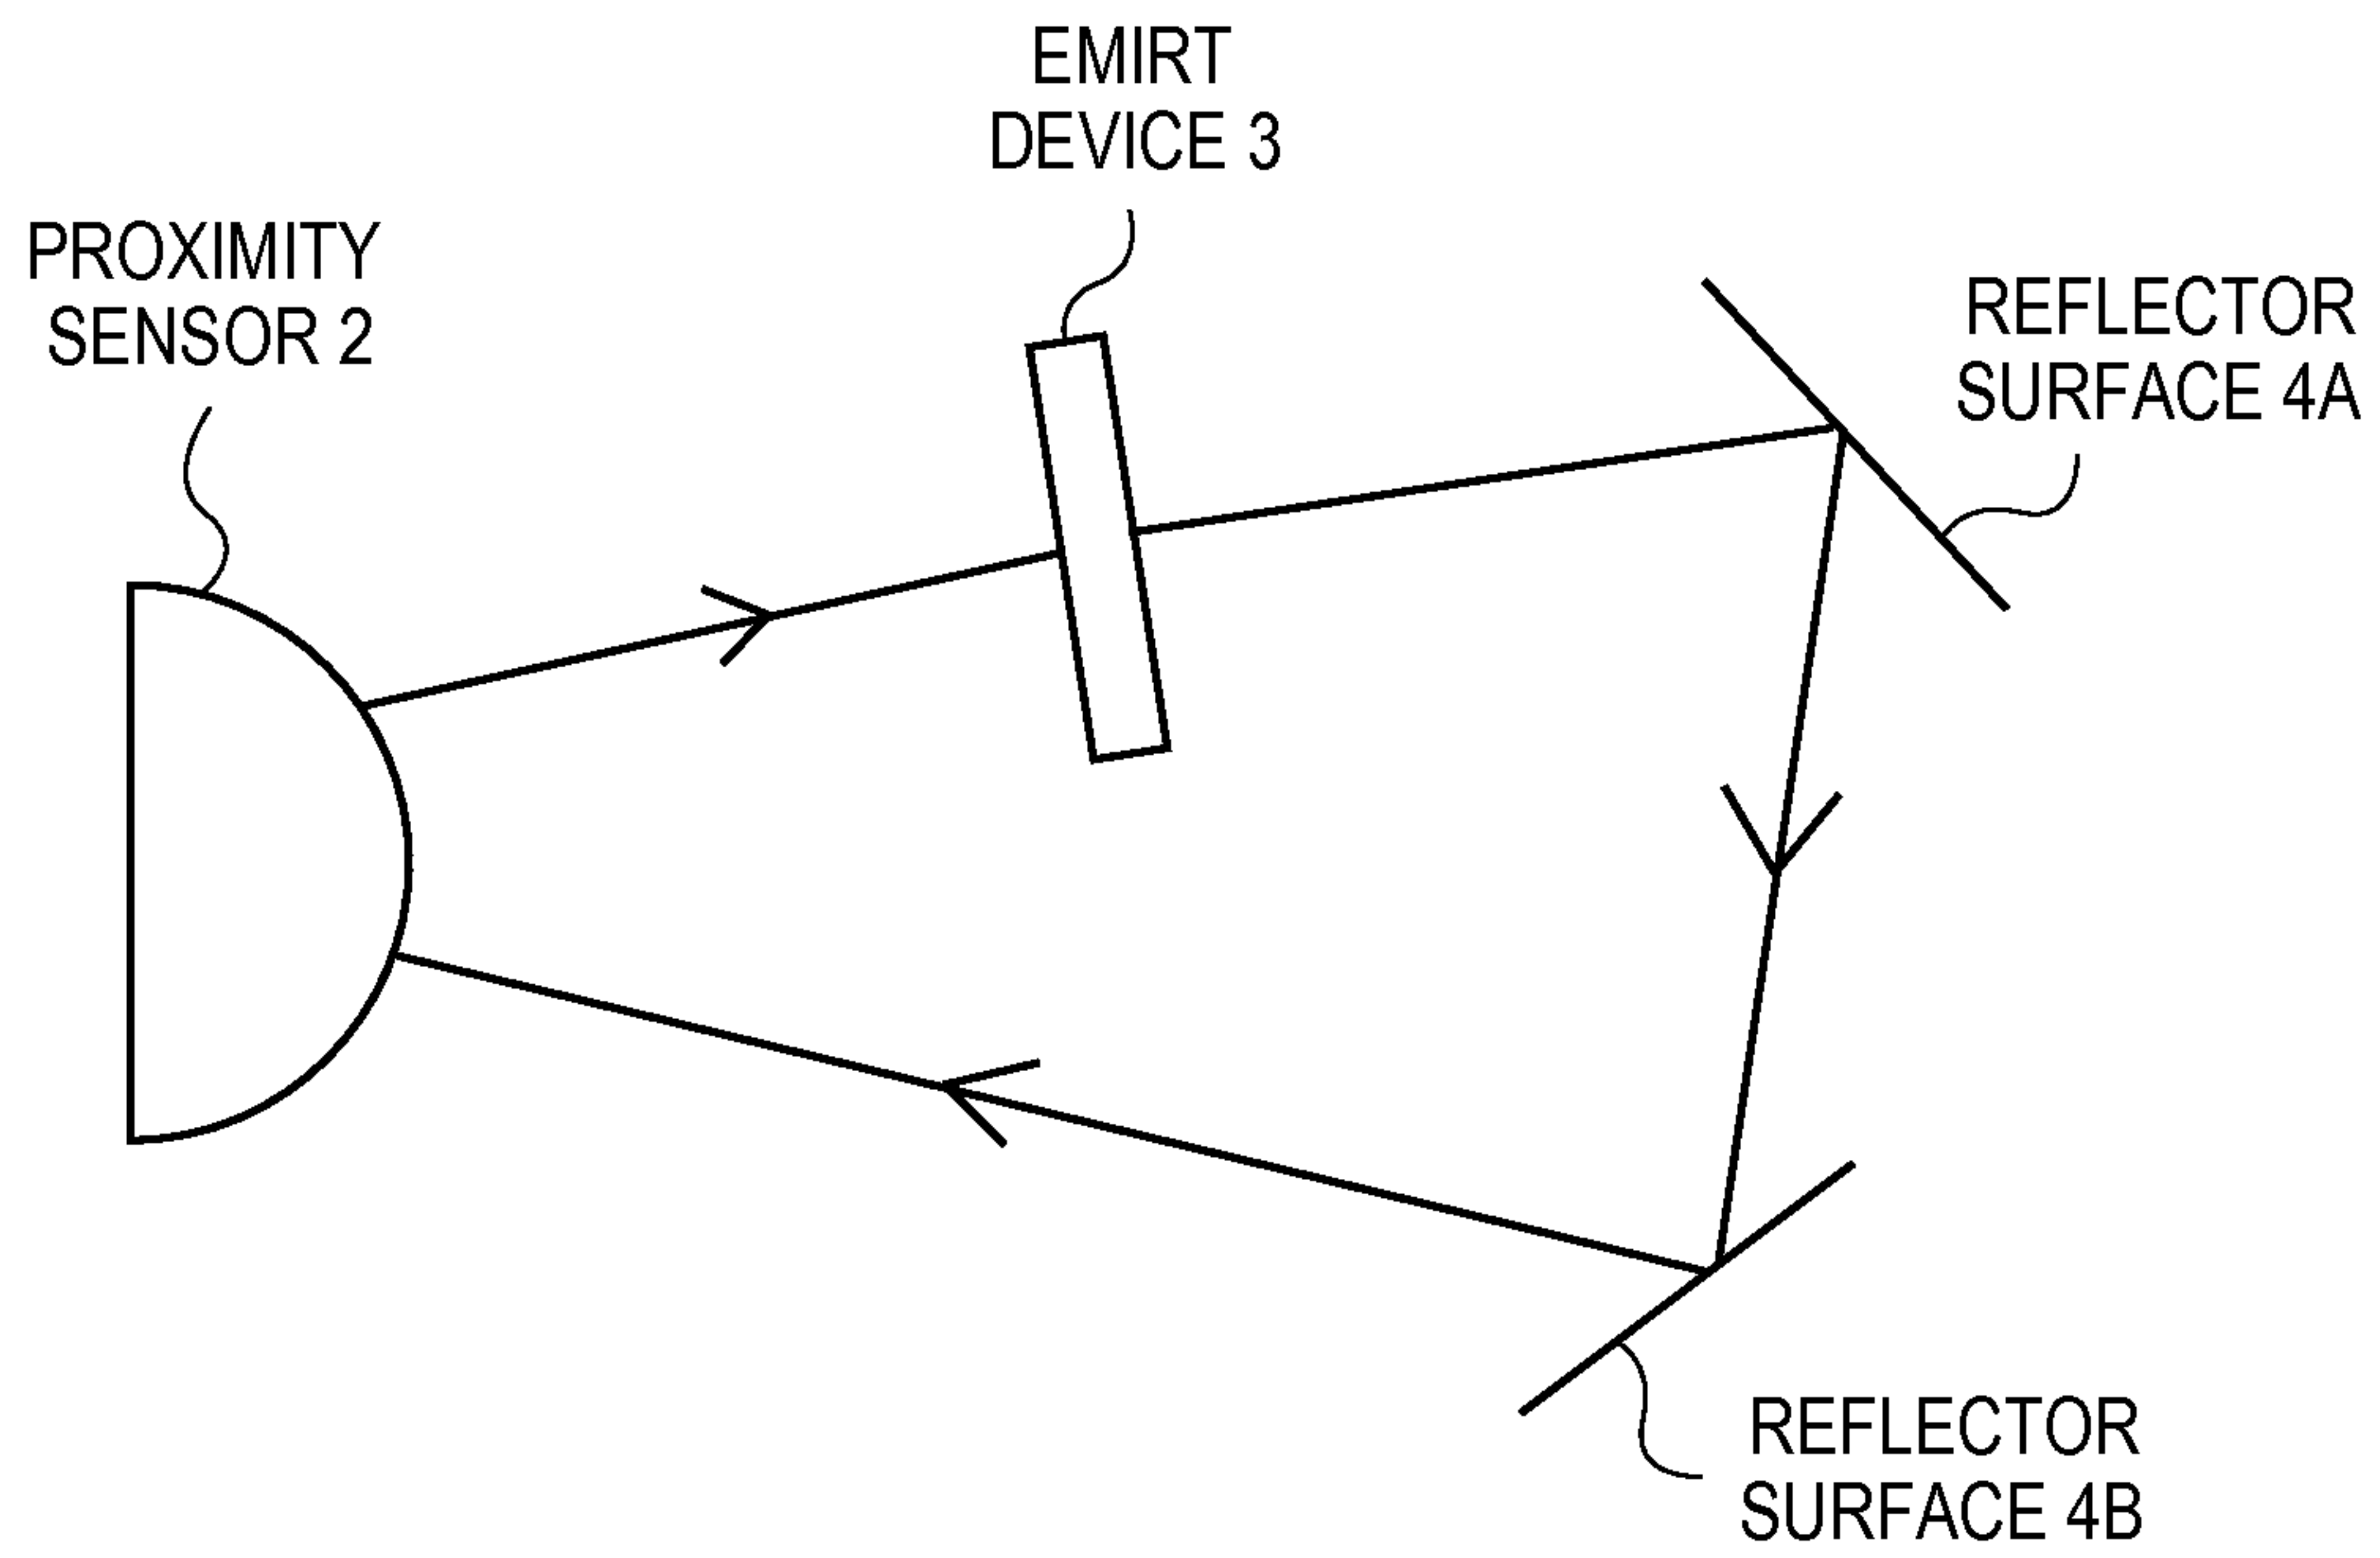 EMIRT
DEVICE 3
PROXIMITY
SENSOR 2
REFLECTOR
SURFACE 4A
REFLECTOR
SURFACE 4B